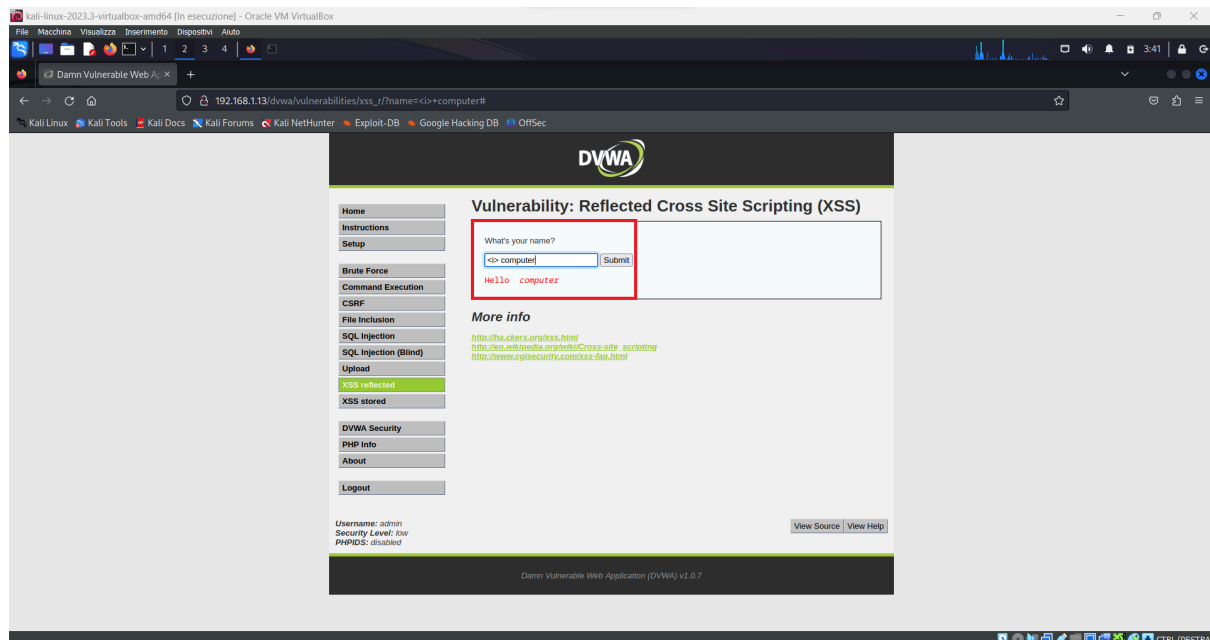 kali-linux-2023.3-virtualbox-amd64 [In esecuzione] - Oracle VM VirtualBox
File Macchina Visualizza Inserimento Dispositivi Aiuto
1 2 3 4 3:41
Damn Vulnerable Web Ap
192.168.1.13/dvwa/vulnerabilities/xss_r/?name=<i>+computer#
Kali Linux Kali Tools Kali Docs Kali Forums Kali NetHunter Exploit-DB Google Hacking DB OffSec
DVWA
Vulnerability: Reflected Cross Site Scripting (XSS)
Home
Instructions
Setup
Brute Force
Command Execution
CSRF
File Inclusion
SQL Injection
SQL Injection (Blind)
Upload
XSS reflected
XSS stored
DVWA Security
PHP Info
About
Logout
What's your name?
<i> computer Submit
Hello computer
More info
http://ha.ckers.org/xss.html
http://en.wikipedia.org/wiki/Cross-site_scripting
http://www.cgisecurity.com/xss-faq.html
Username: admin
Security Level: low
PHPIDS: disabled
View Source View Help
Damn Vulnerable Web Application (DVWA) v1.0.7
CTRL (DESTRA